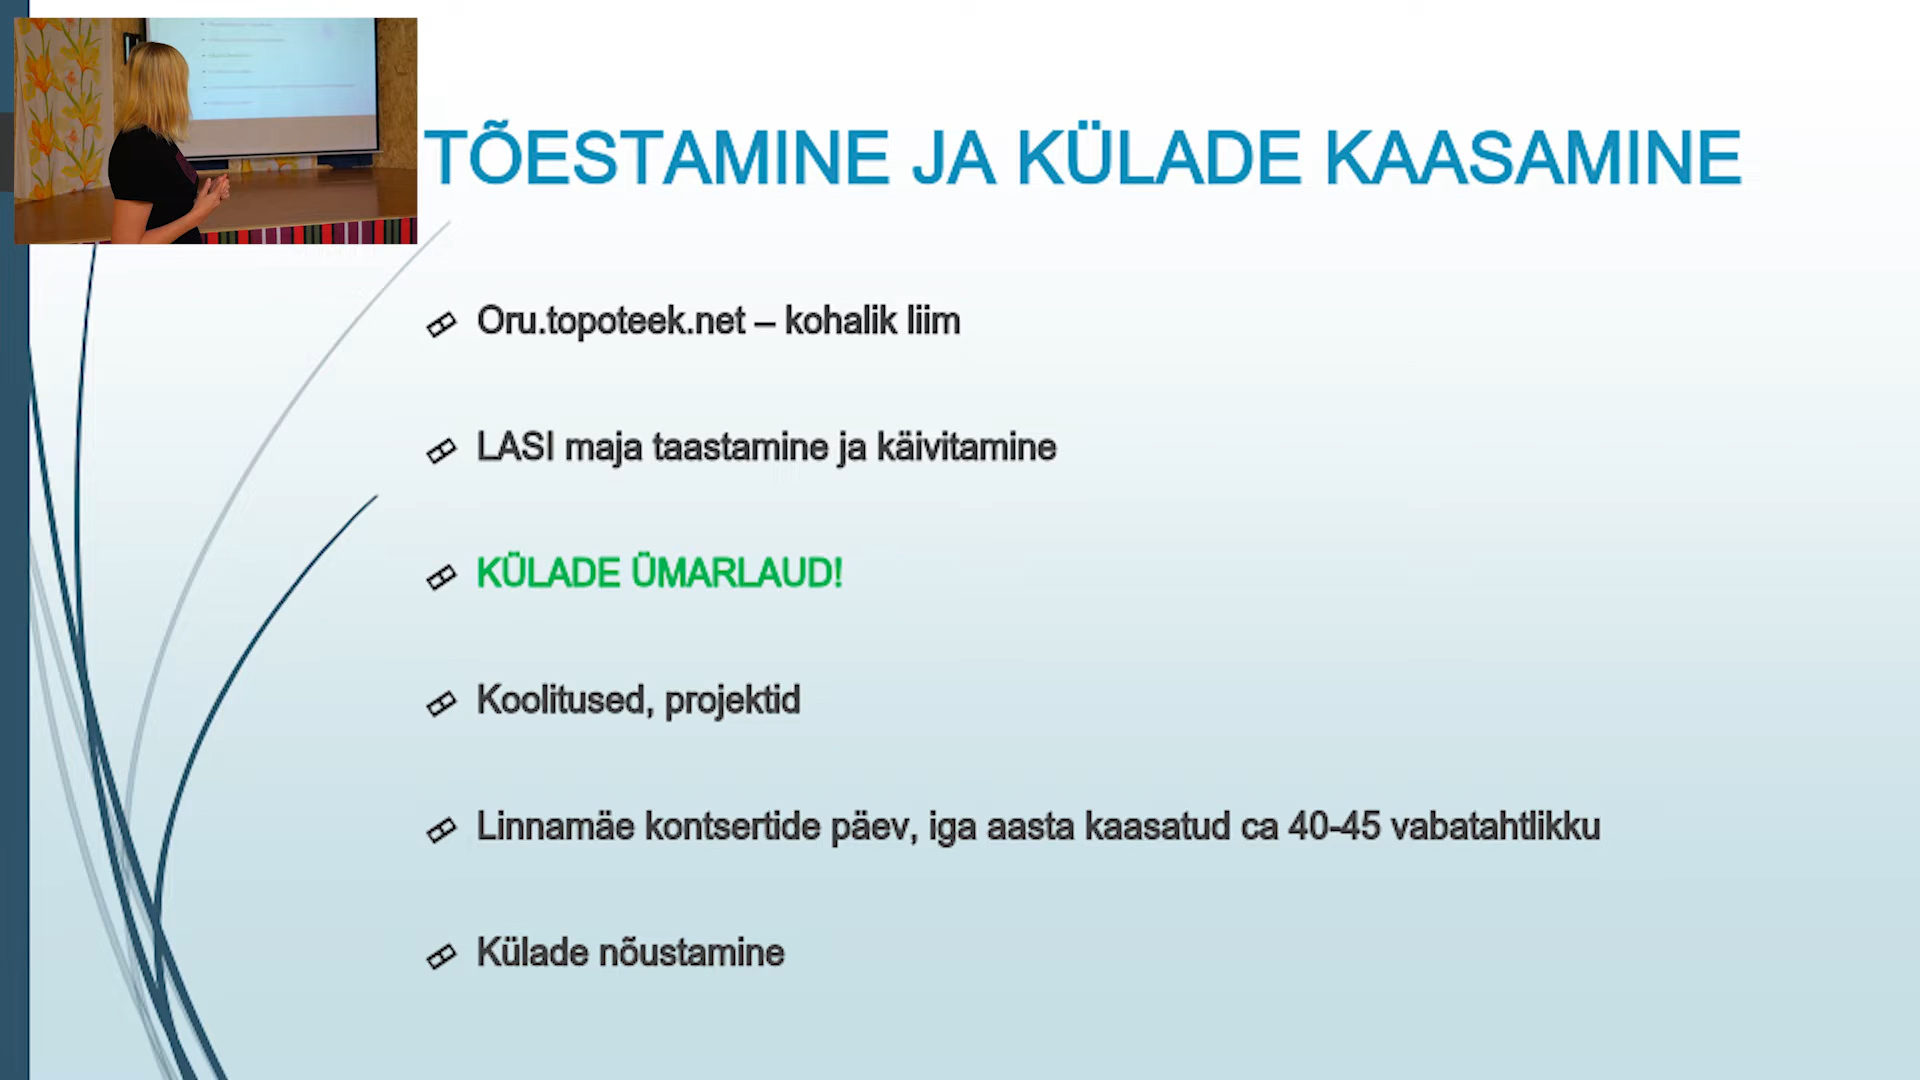 TÕESTAMINE JA KÜLADE KAASAMINE
Oru.topoteek.net – kohalik liim
LASI maja taastamine ja käivitamine
KÜLADE ÜMARLAUD!
Koolitused, projektid
Linnamäe kontsertide päev, iga aasta kaasatud ca 40-45 vabatahtlikku
Külade nõustamine